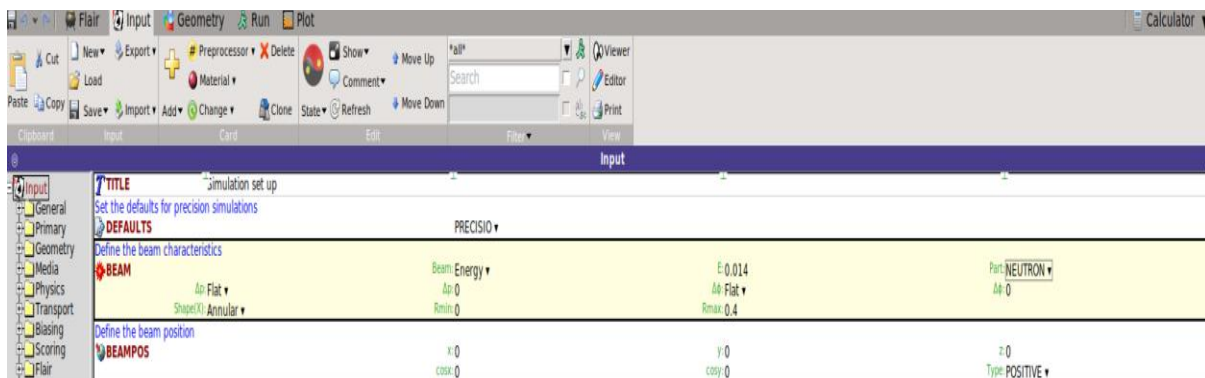 Flair Input Geometry Run Plot Calculator
Cut New Export # Preprocessor Delete Show Move Up *all* Viewer
Load Material Comment Search Editor
Paste Copy Save Import Add Change Clone State Refresh Move Down Print
Clipboard Input Card Edit Filter View
Input
Input
General
Primary
Geometry
Media
Physics
Transport
Biasing
Scoring
Flair
TITLE Simulation set up
Set the defaults for precision simulations
DEFAULTS PRECISIO
Define the beam characteristics
BEAM Beam: Energy E: 0.014 Part: NEUTRON
Δp: Flat Δp: 0 Δϕ: Flat Δϕ: 0
Shape(X): Annular Rmin: 0 Rmax: 0.4
Define the beam position
BEAMPOS x: 0 y: 0 z: 0
cosx: 0 cosy: 0 Type: POSITIVE